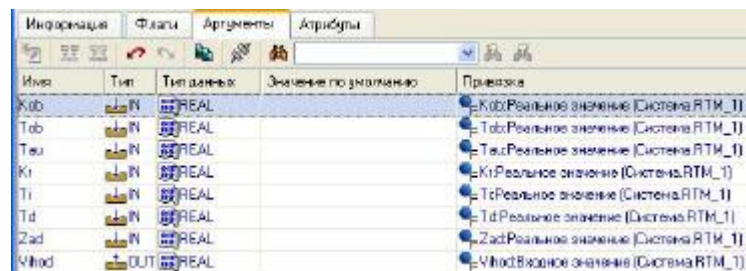 Информация Флаги Аргументы Атрибуты
Имя Тип Тип данных Значение по умолчанию Привязка
Kob IN REAL Kob:Реальное значение (Система.RTM_1)
Tob IN REAL Tob:Реальное значение (Система.RTM_1)
Tau IN REAL Tau:Реальное значение (Система.RTM_1)
Kr IN REAL Kr:Реальное значение (Система.RTM_1)
Ti IN REAL Ti:Реальное значение (Система.RTM_1)
Td IN REAL Td:Реальное значение (Система.RTM_1)
Zad IN REAL Zad:Реальное значение (Система.RTM_1)
Vihod OUT REAL Vihod:Входное значение (Система.RTM_1)